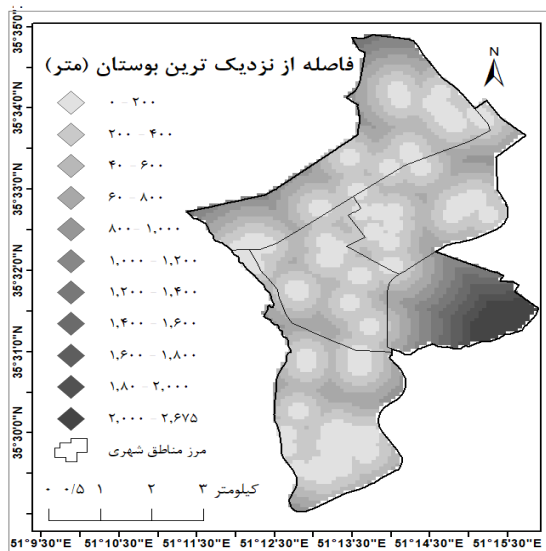 فاصله از نزدیک ترین بوستان (متر)
N
۰ - ۲۰۰
۲۰۰ - ۴۰۰
۴۰ - ۶۰۰
۶۰ - ۸۰۰
۸۰۰ - ۱,۰۰۰
۱,۰۰۰ - ۱,۲۰۰
۱,۲۰۰ - ۱,۴۰۰
۱,۴۰۰ - ۱,۶۰۰
۱,۶۰۰ - ۱,۸۰۰
۱,۸۰ - ۲,۰۰۰
۲,۰۰۰ - ۲,۶۷۵
مرز مناطق شهری
۰ ۰/۵ ۱ ۲ ۳ کیلومتر
35°35'0"N
35°34'0"N
35°33'0"N
35°32'0"N
35°31'0"N
35°30'0"N
51°9'30"E 51°10'30"E 51°11'30"E 51°12'30"E 51°13'30"E 51°14'30"E 51°15'30"E